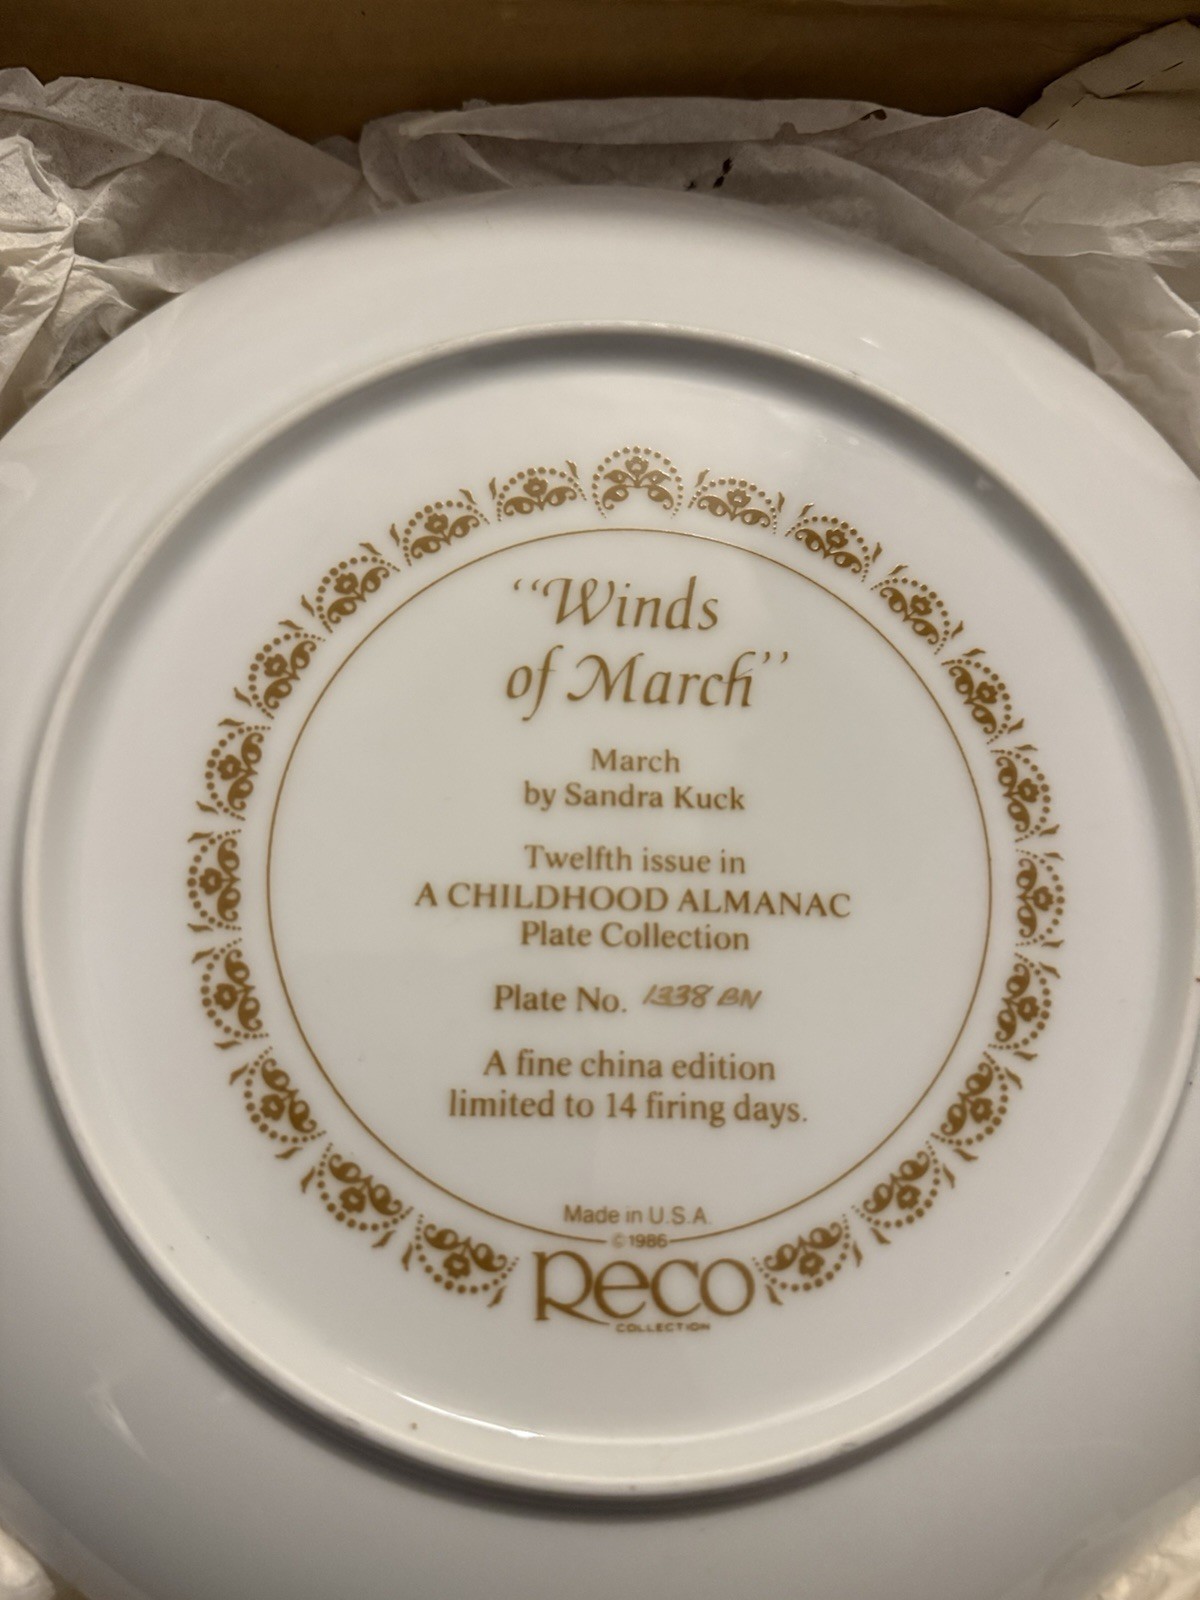 “Winds
of March”
March
by Sandra Kuck
Twelfth issue in
A CHILDHOOD ALMANAC
Plate Collection
Plate No. 1338 BN
A fine china edition
limited to 14 firing days.
Made in U.S.A.
©1986
Reco
COLLECTION